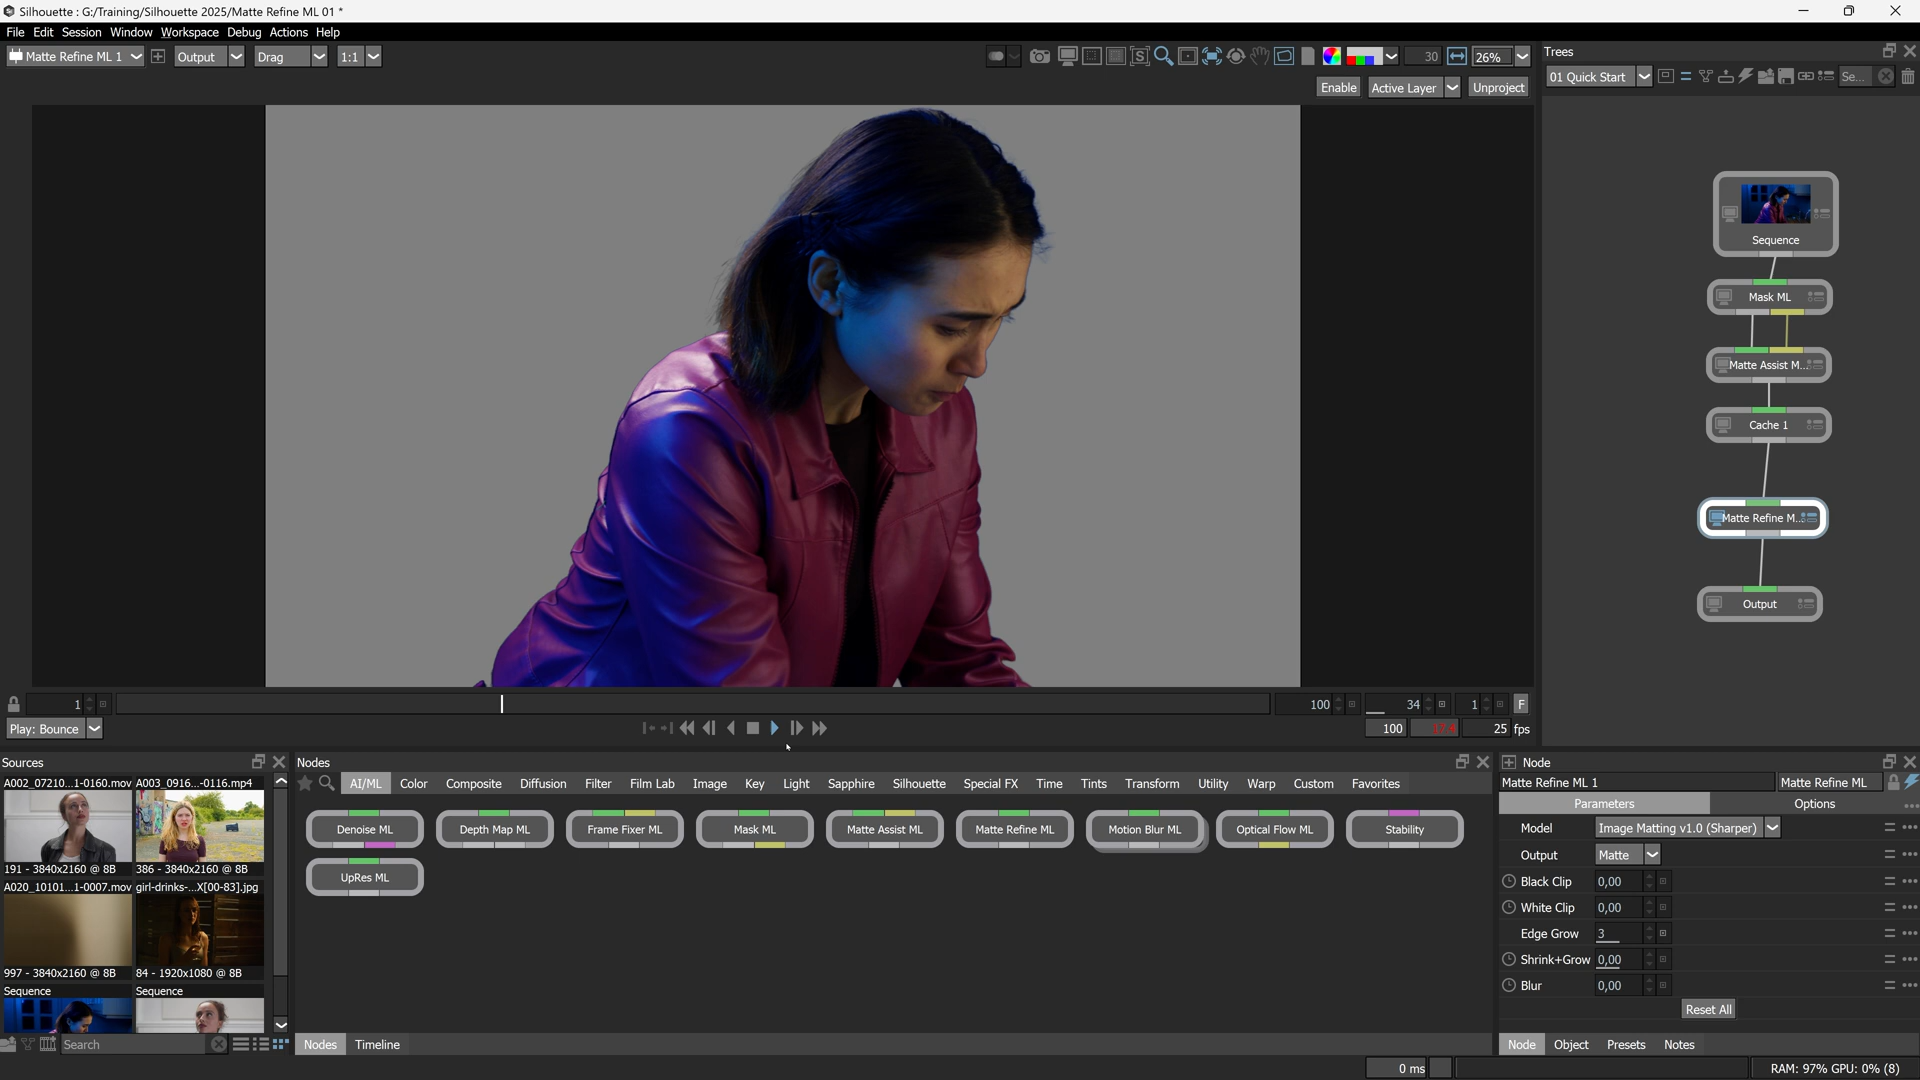 Silhouette : G:/Training/Silhouette 2025/Matte Refine ML 01 *
File Edit Session Window Workspace Debug Actions Help
Matte Refine ML 1 Output Drag 1:1 30 26%
Enable Active Layer Unproject
Trees
01 Quick Start Se...
Sequence
Mask ML
Matte Assist M...
Cache 1
Matte Refine M...
Output
1 100 34 1 F
Play: Bounce 100 25 fps
Sources
A002_07210...1-0160.mov A003_0916...-0116.mp4
191 - 3840x2160 @ 8B 386 - 3840x2160 @ 8B
A020_10101...1-0007.mov girl-drinks-...X[00-83].jpg
997 - 3840x2160 @ 8B 84 - 1920x1080 @ 8B
Sequence Sequence
Search
Nodes
AI/ML Color Composite Diffusion Filter Film Lab Image Key Light Sapphire Silhouette Special FX Time Tints Transform Utility Warp Custom Favorites
Denoise ML Depth Map ML Frame Fixer ML Mask ML Matte Assist ML Matte Refine ML Motion Blur ML Optical Flow ML Stability
UpRes ML
Nodes Timeline
Node
Matte Refine ML 1 Matte Refine ML
Parameters Options
Model Image Matting v1.0 (Sharper)
Output Matte
Black Clip 0,00
White Clip 0,00
Edge Grow 3
Shrink+Grow 0,00
Blur 0,00
Reset All
Node Object Presets Notes
0 ms RAM: 97% GPU: 0% (8)